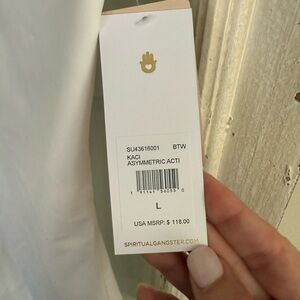 SU43616001 BTW
KACI
ASYMMETRIC ACTI
L
USA MSRP: $ 118.00
SPIRITUALGANGSTER.COM